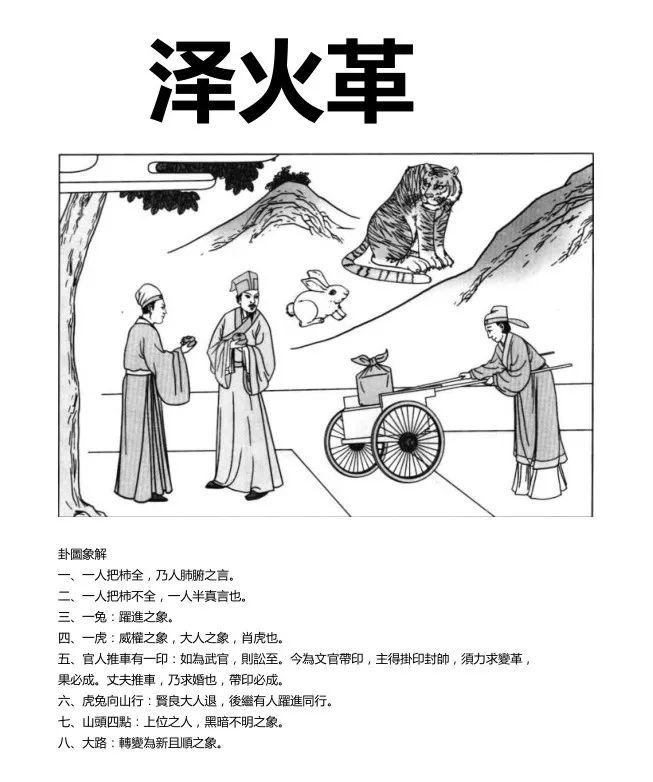 泽火革
卦圖象解
一、一人把柿全，乃人肺腑之言。
二、一人把柿不全，一人半真言也。
三、一兔：躍進之象。
四、一虎：威權之象，大人之象，肖虎也。
五、官人推車有一印：如為武官，則訟至。今為文官帶印，主得掛印封帥，須力求變革，
果必成。丈夫推車，乃求婚也，帶印必成。
六、虎兔向山行：賢良大人退，後繼有人躍進同行。
七、山頭四點：上位之人，黑暗不明之象。
八、大路：轉變為新且順之象。